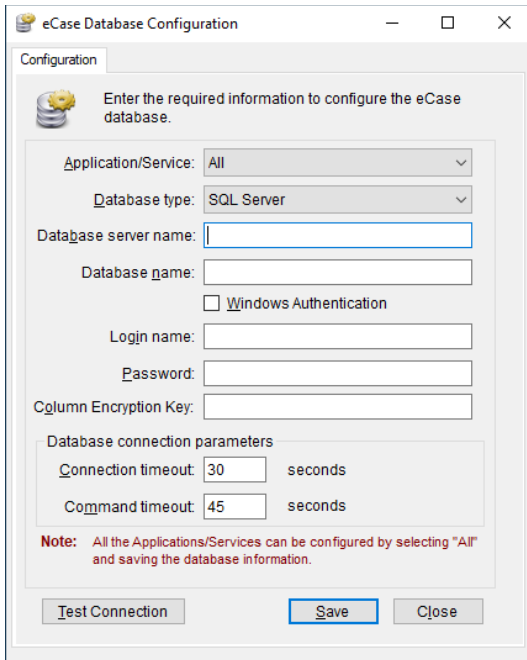 eCase Database Configuration
Configuration
Enter the required information to configure the eCase
database.
Application/Service: All
Database type: SQL Server
Database server name:
Database name:
Windows Authentication
Login name:
Password:
Column Encryption Key:
Database connection parameters
Connection timeout: 30 seconds
Command timeout: 45 seconds
Note: All the Applications/Services can be configured by selecting "All"
and saving the database information.
Test Connection Save Close